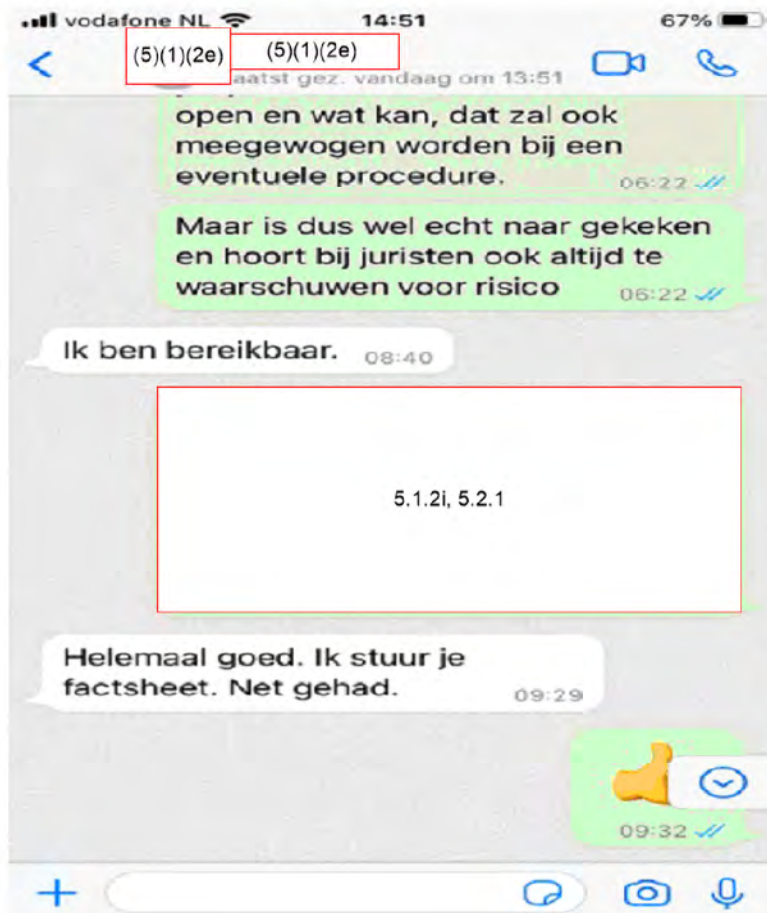 vodafone NL 14:51 67%
(5)(1)(2e) (5)(1)(2e)
aatst gez. vandaag om 13:51
open en wat kan, dat zal ook
meegewogen worden bij een
eventuele procedure. 06:22
Maar is dus wel echt naar gekeken
en hoort bij juristen ook altijd te
waarschuwen voor risico 06:22
Ik ben bereikbaar. 08:40
5.1.2i, 5.2.1
Helemaal goed. Ik stuur je
factsheet. Net gehad. 09:29
09:32